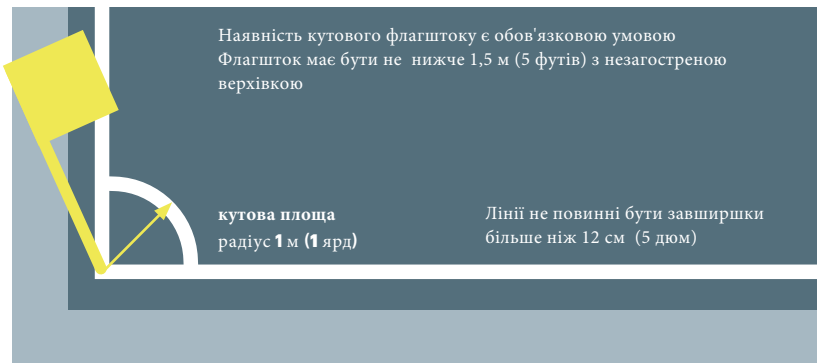 Наявність кутового флагштоку є обов'язковою умовою
Флагшток має бути не нижче 1,5 м (5 футів) з незагостреною
верхівкою
кутова площа
радіус 1 м (1 ярд)
Лінії не повинні бути завширшки
більше ніж 12 см (5 дюм)